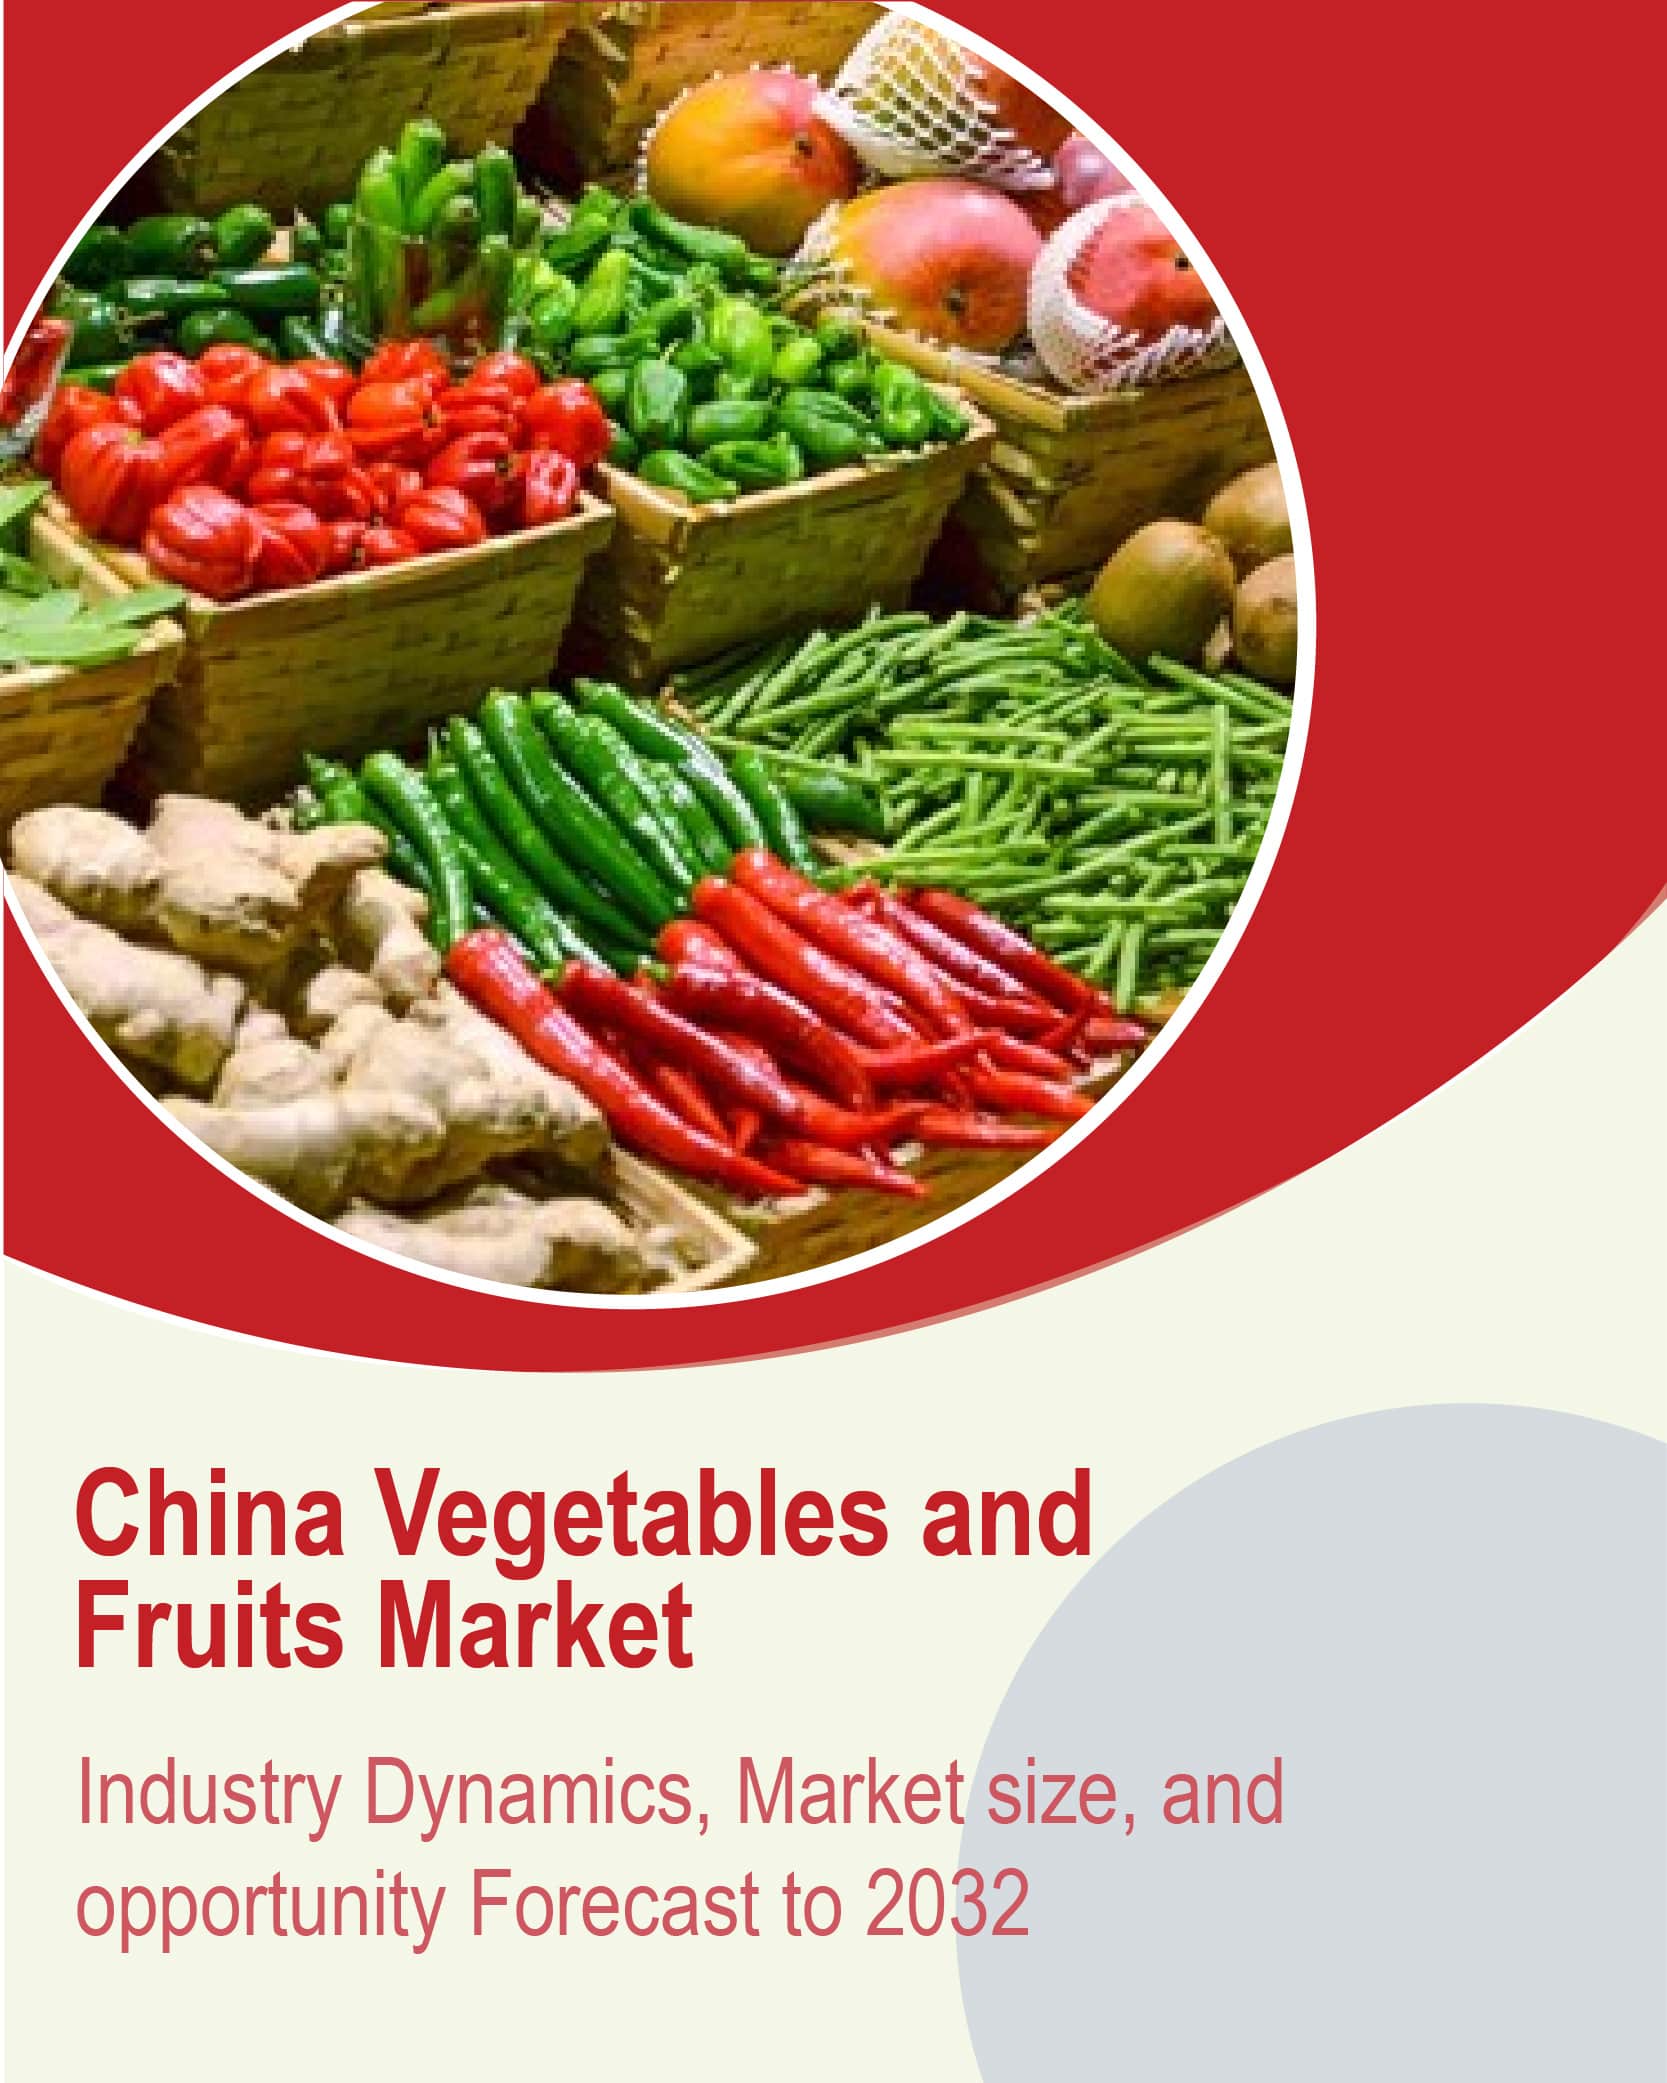 China Vegetables and
Fruits Market
Industry Dynamics, Market size, and
opportunity Forecast to 2032